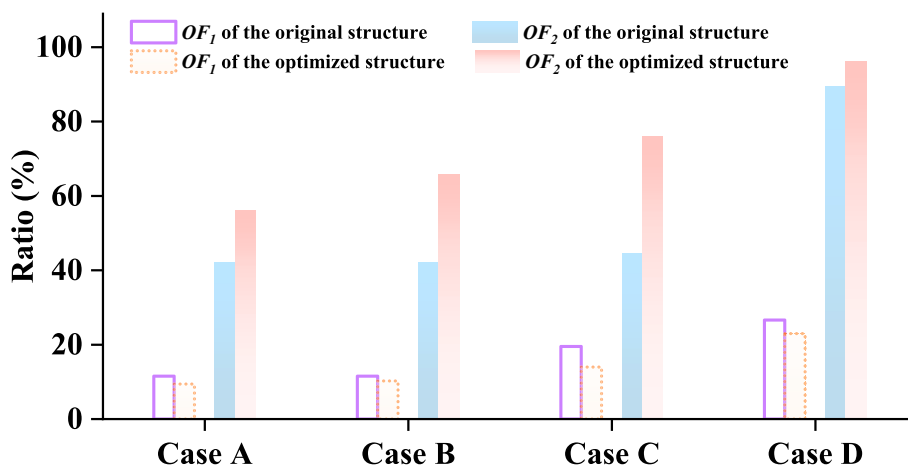 OF1 of the original structure
OF2 of the original structure
OF1 of the optimized structure
OF2 of the optimized structure
Ratio (%)
100
80
60
40
20
0
Case A
Case B
Case C
Case D